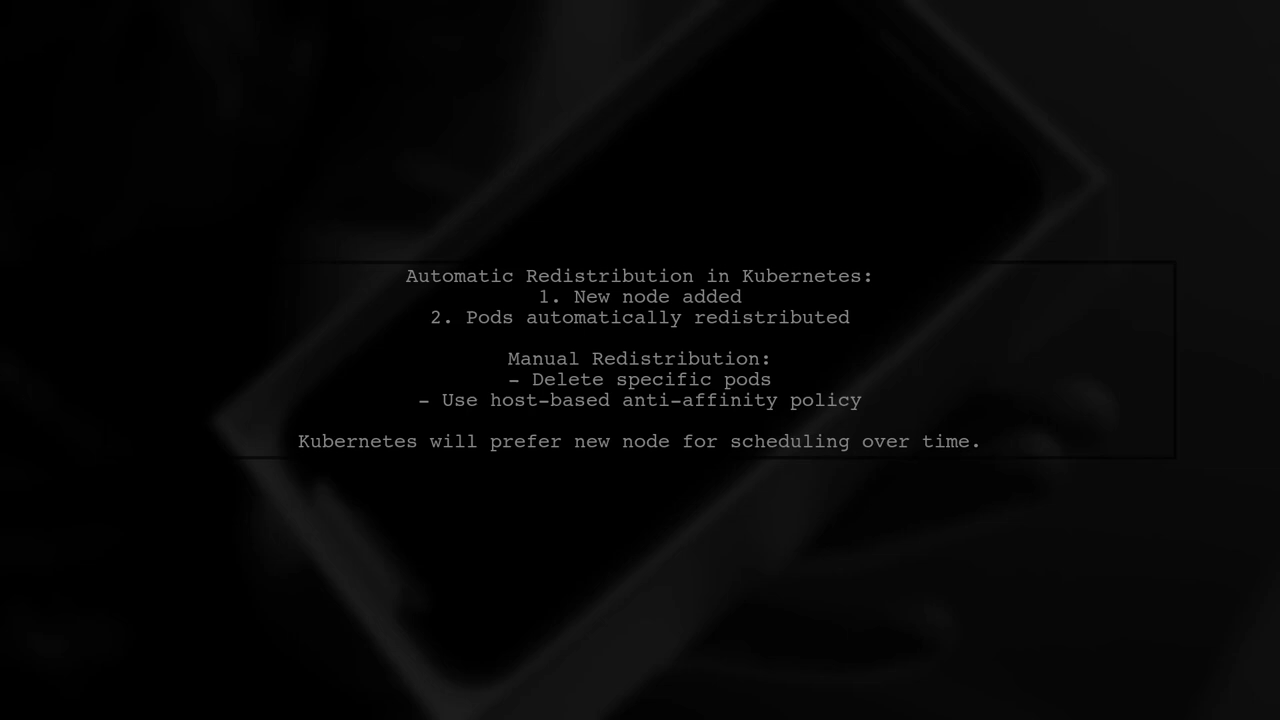 Automatic Redistribution in Kubernetes:
1. New node added
2. Pods automatically redistributed
Manual Redistribution:
- Delete specific pods
- Use host-based anti-affinity policy
Kubernetes will prefer new node for scheduling over time.